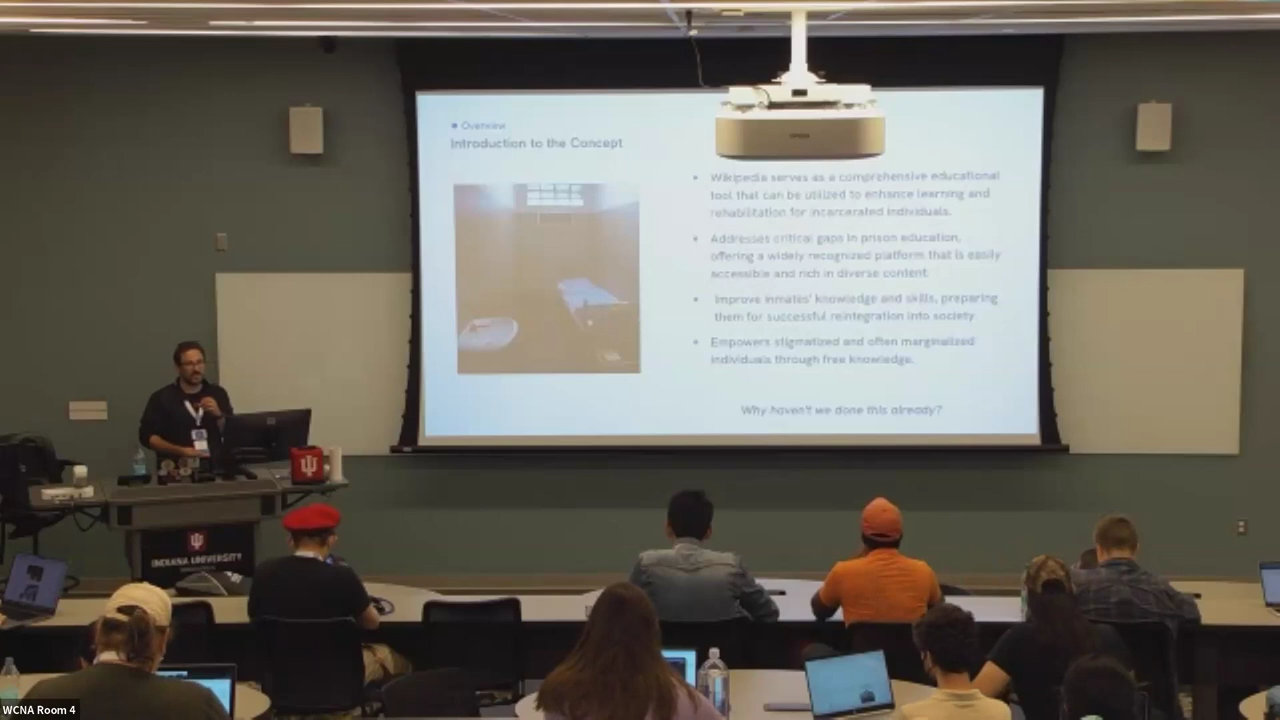 Overview
Introduction to the Concept
Wikipedia serves as a comprehensive educational
tool that can be utilized to enhance learning and
rehabilitation for incarcerated individuals.
Addresses critical gaps in prison education,
offering a widely recognized platform that is easily
accessible and rich in diverse content.
Improve inmates' knowledge and skills, preparing
them for successful reintegration into society.
Empowers stigmatized and often marginalized
individuals through free knowledge.
Why haven't we done this already?
INDIANA UNIVERSITY
WCNA Room 4